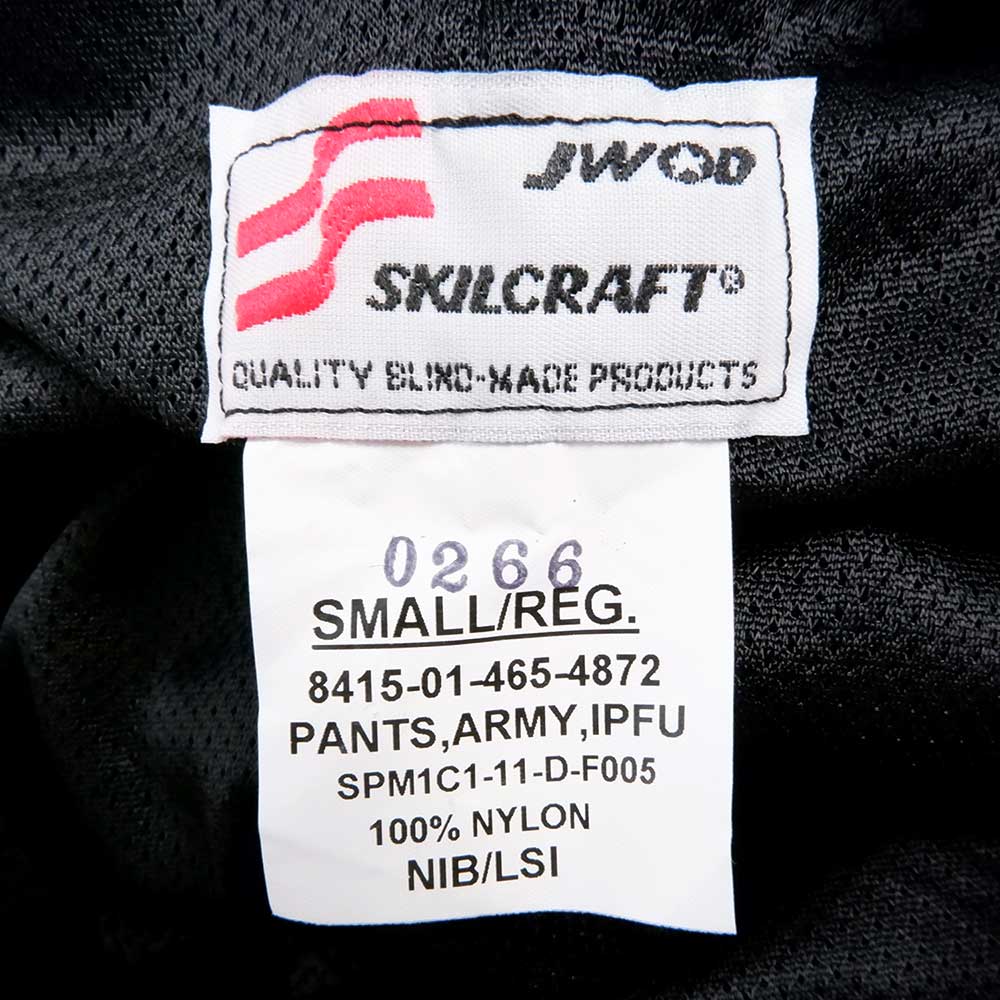 JWOD
SKILCRAFT®
QUALITY BLIND-MADE PRODUCTS
0266
SMALL/REG.
8415-01-465-4872
PANTS,ARMY,IPFU
SPM1C1-11-D-F005
100% NYLON
NIB/LSI